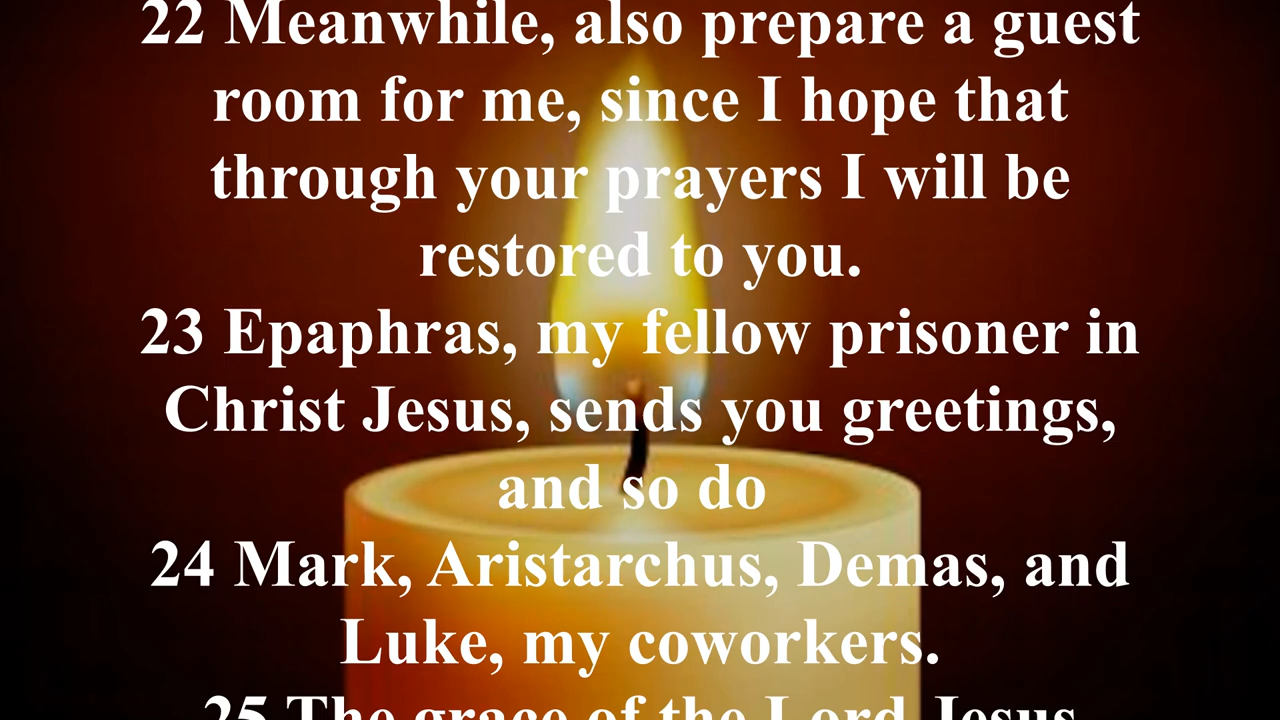 22 Meanwhile, also prepare a guest
room for me, since I hope that
through your prayers I will be
restored to you.
23 Epaphras, my fellow prisoner in
Christ Jesus, sends you greetings,
and so do
24 Mark, Aristarchus, Demas, and
Luke, my coworkers.
25 The grace of the Lord Jesus